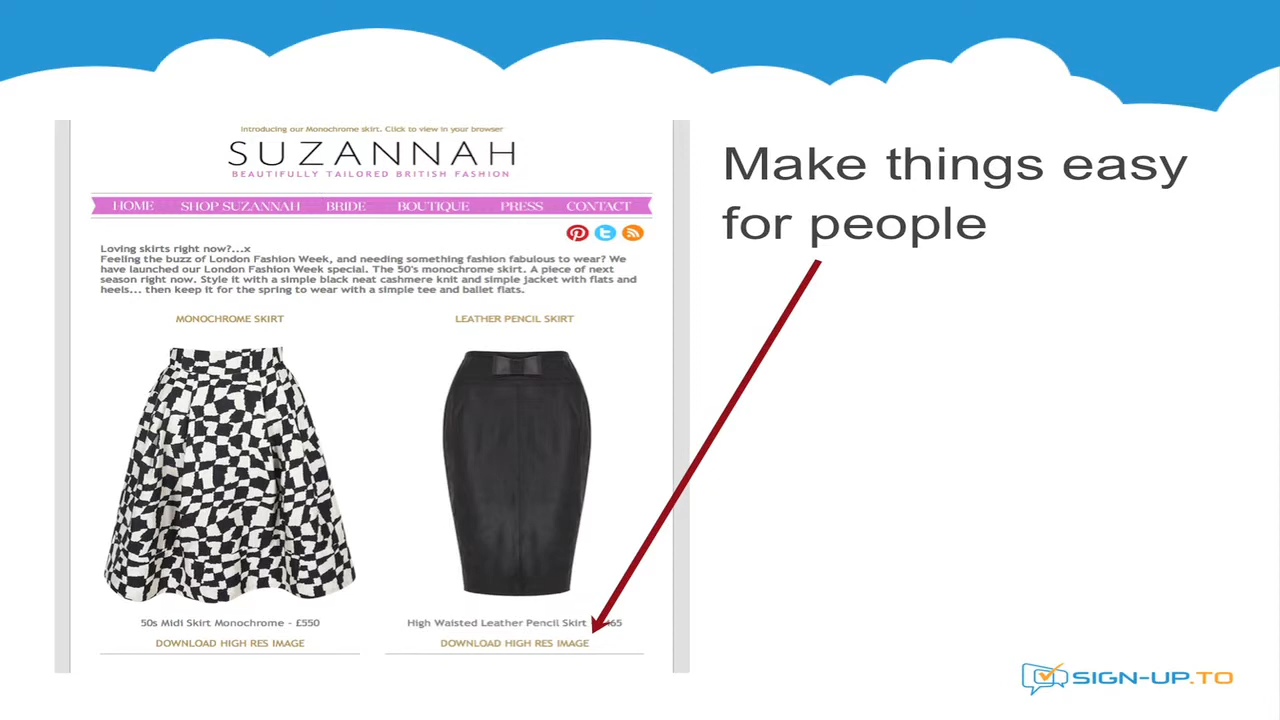 Introducing our Monochrome skirt. Click to view in your browser
SUZANNAH
BEAUTIFULLY TAILORED BRITISH FASHION
HOME SHOP SUZANNAH BRIDE BOUTIQUE PRESS CONTACT
Loving skirts right now?...x
Feeling the buzz of London Fashion Week, and needing something fashion fabulous to wear? We
have launched our London Fashion Week special. The 50's monochrome skirt. A piece of next
season right now. Style it with a simple black neat cashmere knit and simple jacket with flats and
heels... then keep it for the spring to wear with a simple tee and ballet flats.
MONOCHROME SKIRT
LEATHER PENCIL SKIRT
50s Midi Skirt Monochrome - £550
High Waisted Leather Pencil Skirt
DOWNLOAD HIGH RES IMAGE
DOWNLOAD HIGH RES IMAGE
Make things easy
for people
SIGN-UP.TO